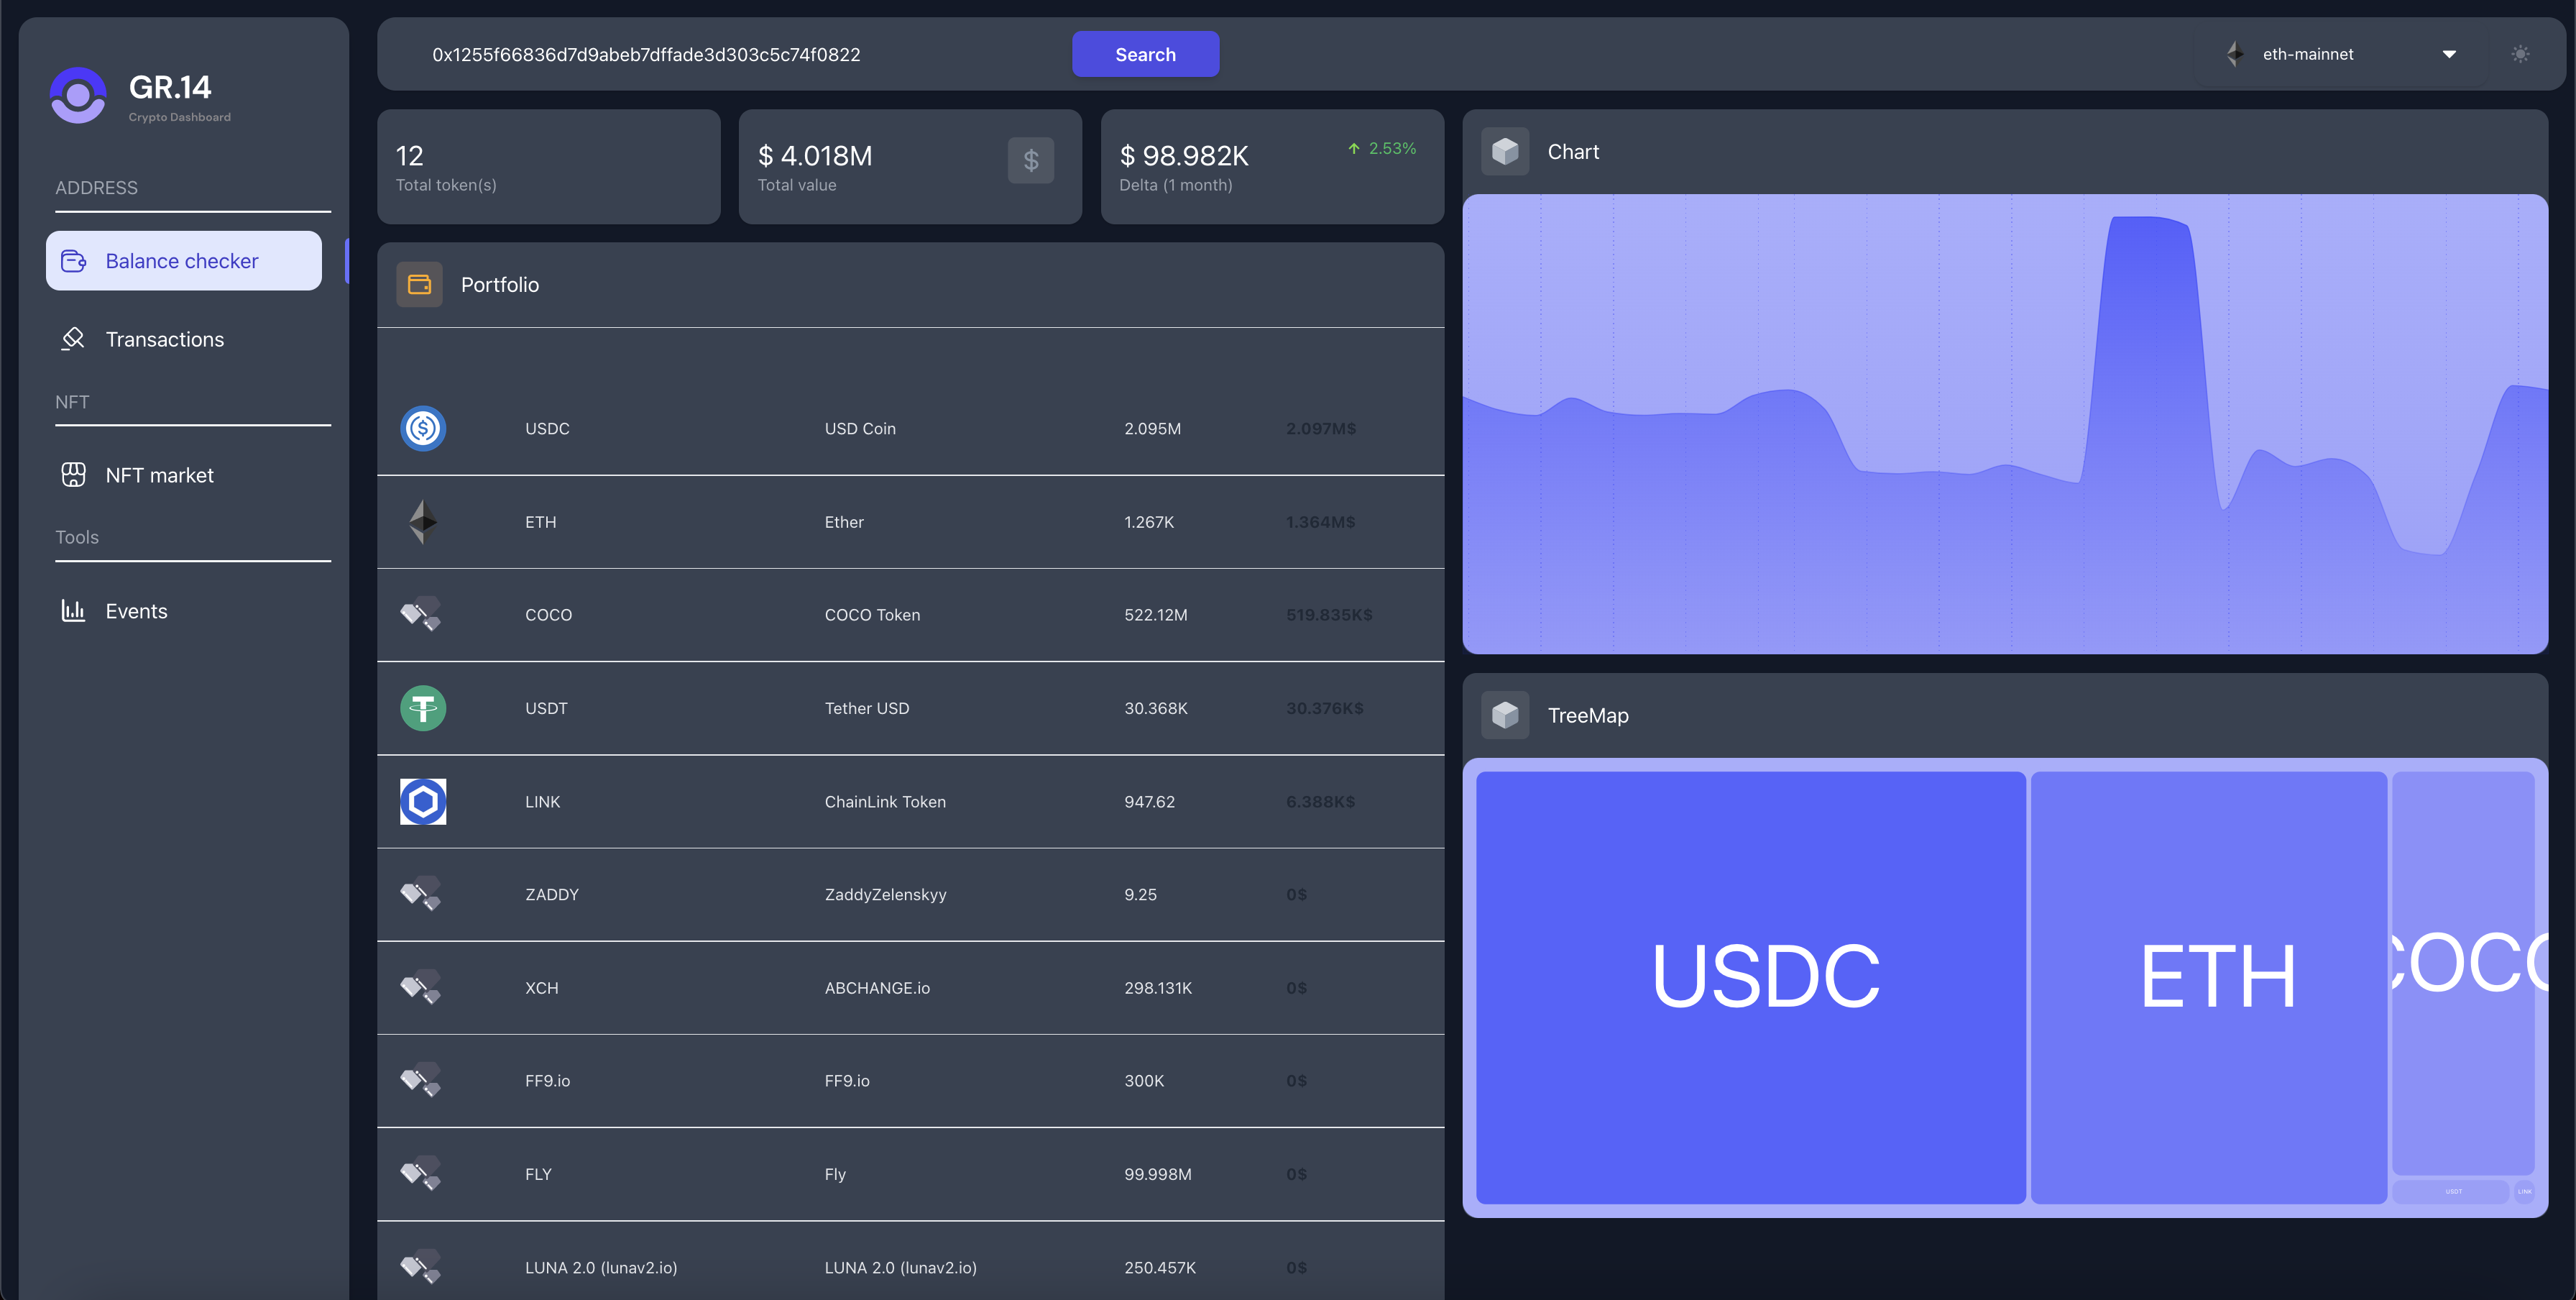 GR.14
Crypto Dashboard
ADDRESS
Balance checker
Transactions
NFT
NFT market
Tools
Events
0x1255f66836d7d9abeb7dffade3d303c5c74f0822
Search
eth-mainnet
12
Total token(s)
$ 4.018M
Total value
$
$ 98.982K
Delta (1 month)
2.53%
Portfolio
USDC USD Coin 2.095M 2.097M$
ETH Ether 1.267K 1.364M$
COCO COCO Token 522.12M 519.835K$
USDT Tether USD 30.368K 30.376K$
LINK ChainLink Token 947.62 6.388K$
ZADDY ZaddyZelenskyy 9.25 0$
XCH ABCHANGE.io 298.131K 0$
FF9.io FF9.io 300K 0$
FLY Fly 99.998M 0$
LUNA 2.0 (lunav2.io) LUNA 2.0 (lunav2.io) 250.457K 0$
Chart
TreeMap
USDC
ETH
COCO
USDT
LINK